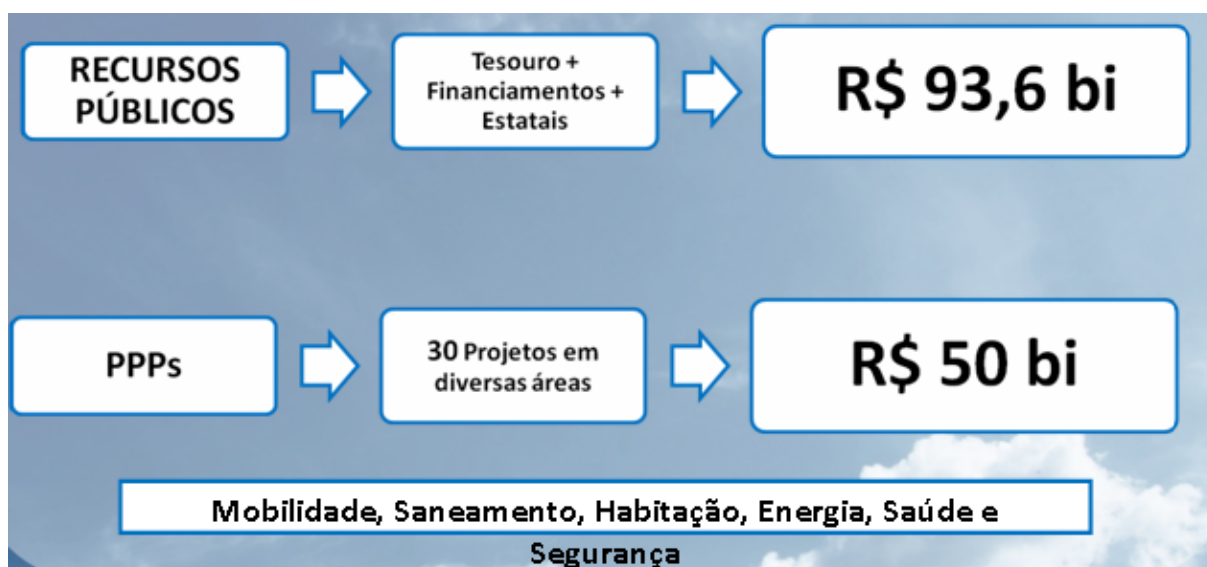 RECURSOS
PÚBLICOS
Tesouro +
Financiamentos +
Estatais
R$ 93,6 bi
PPPs
30 Projetos em
diversas áreas
R$ 50 bi
Mobilidade, Saneamento, Habitação, Energia, Saúde e
Segurança